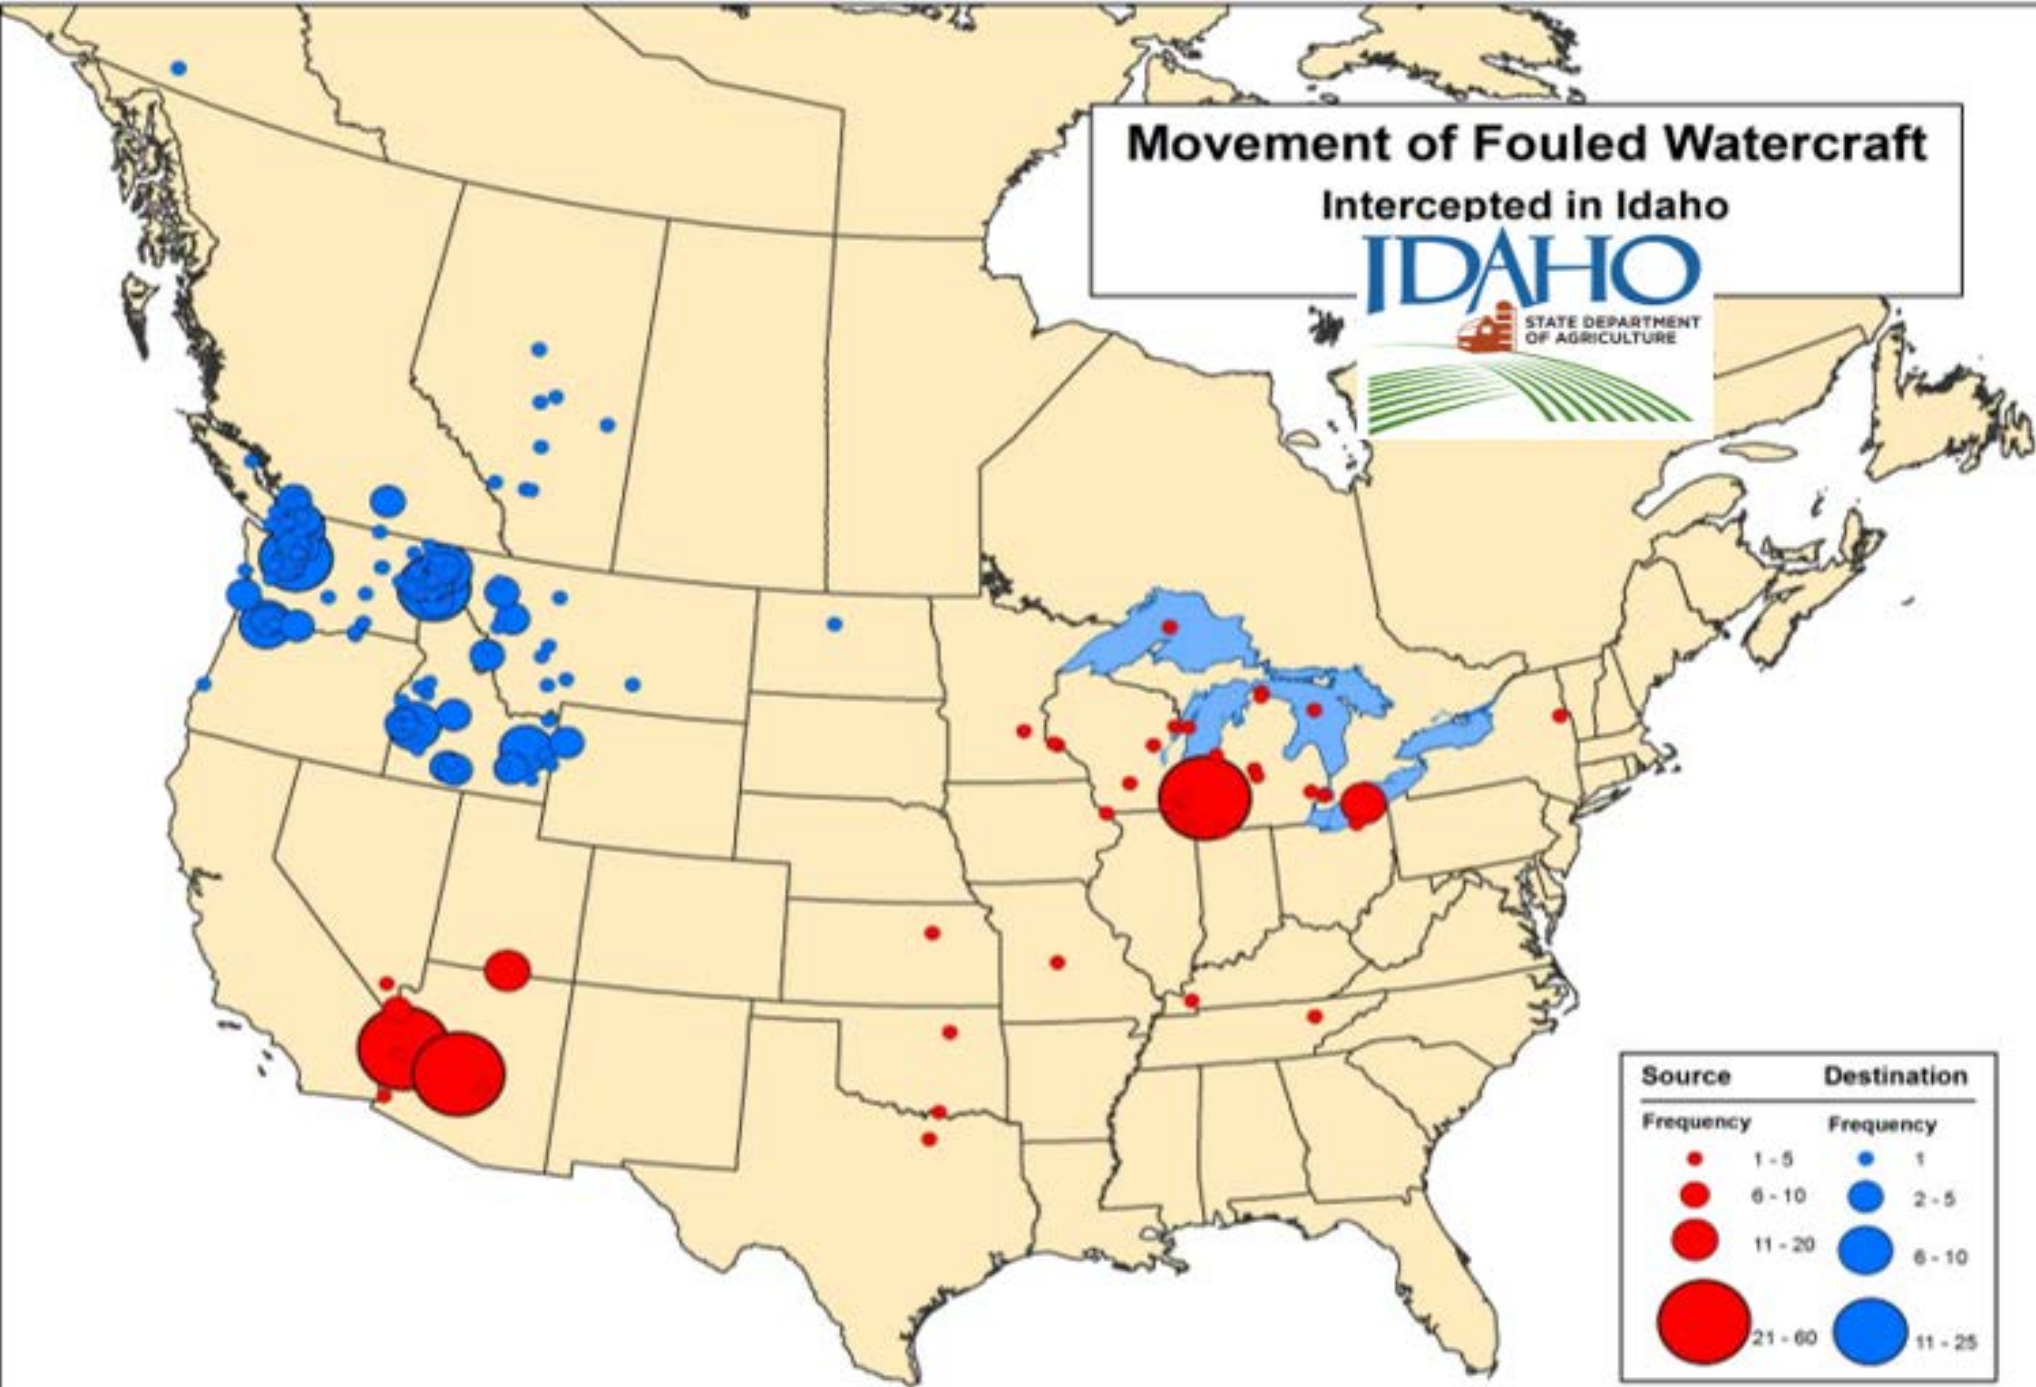 Movement of Fouled Watercraft
Intercepted in Idaho
IDAHO
STATE DEPARTMENT
OF AGRICULTURE
Source Destination
Frequency Frequency
1 - 5 1
6 - 10 2 - 5
11 - 20 6 - 10
21 - 60 11 - 25